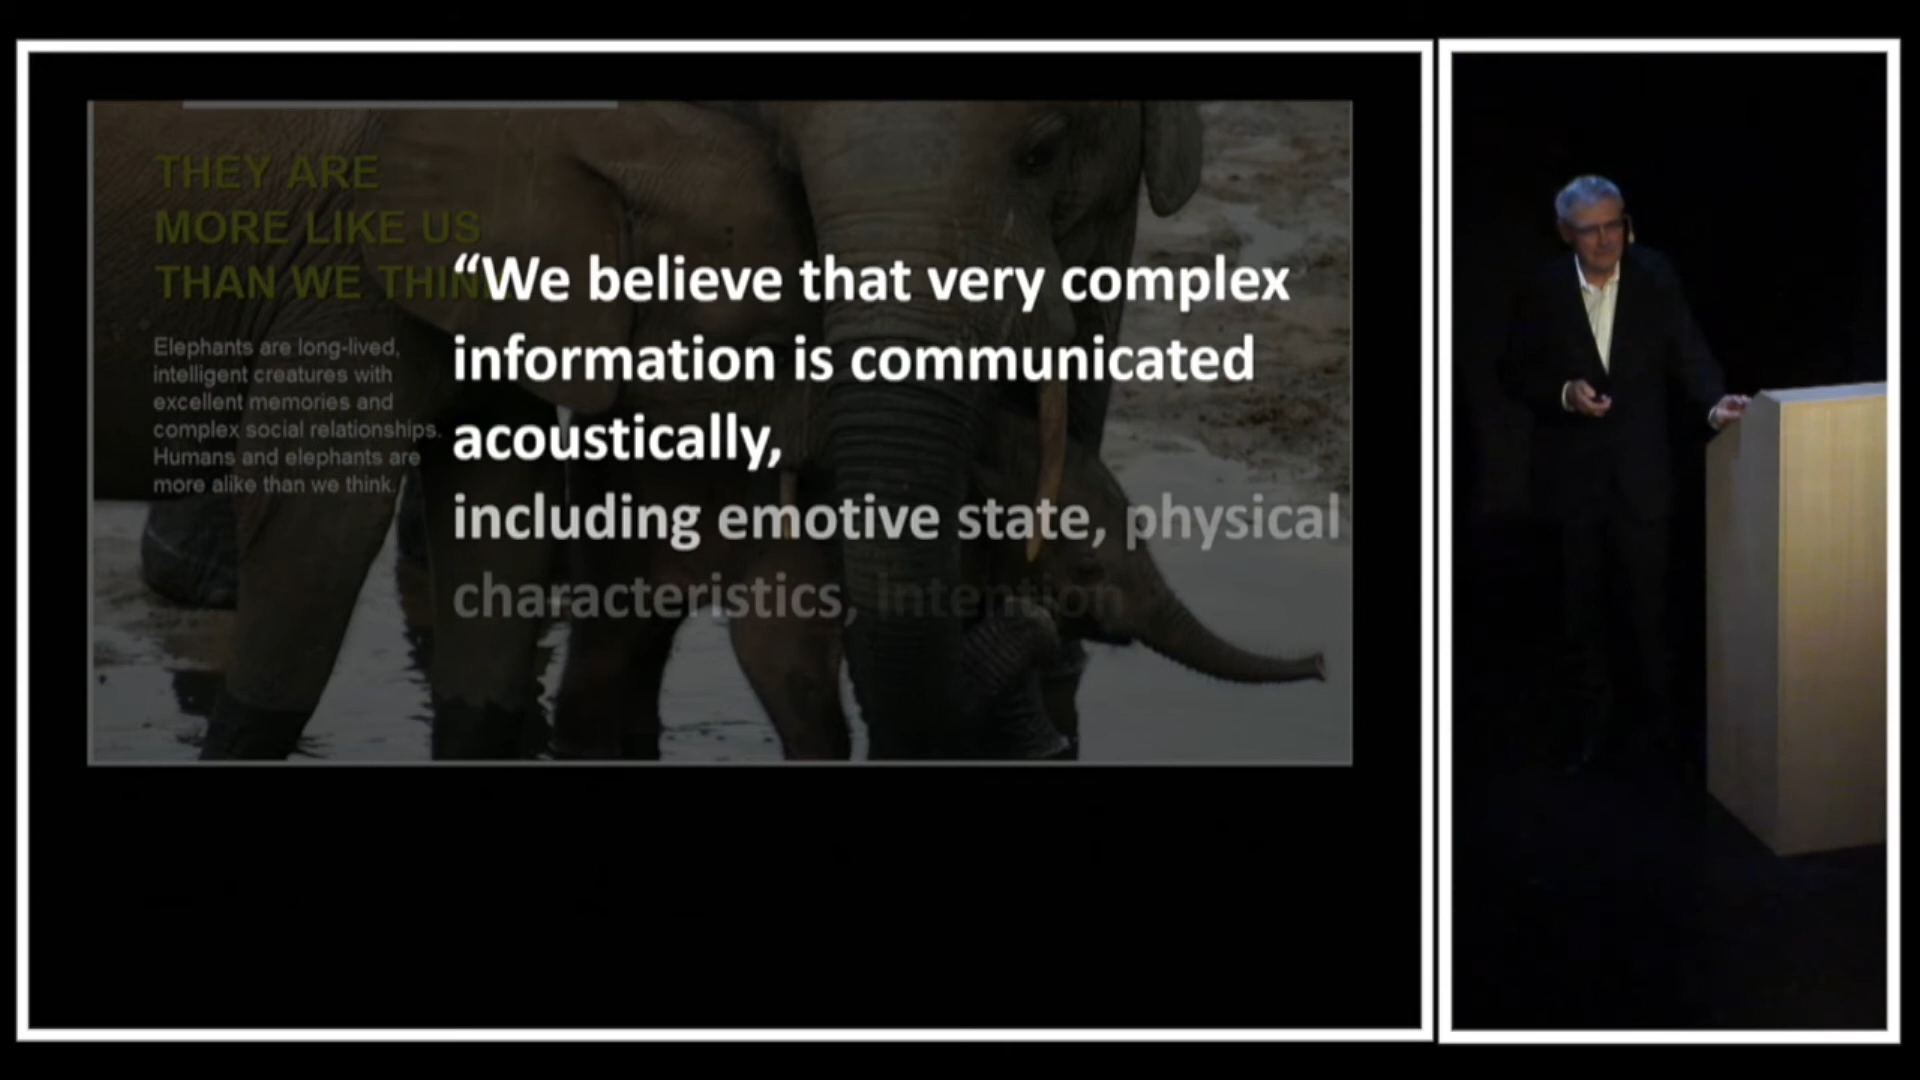 THEY ARE
MORE LIKE US
THAN WE THIN
Elephants are long-lived,
intelligent creatures with
excellent memories and
complex social relationships.
Humans and elephants are
more alike than we think.
“We believe that very complex
information is communicated
acoustically,
including emotive state, physical
characteristics, intention